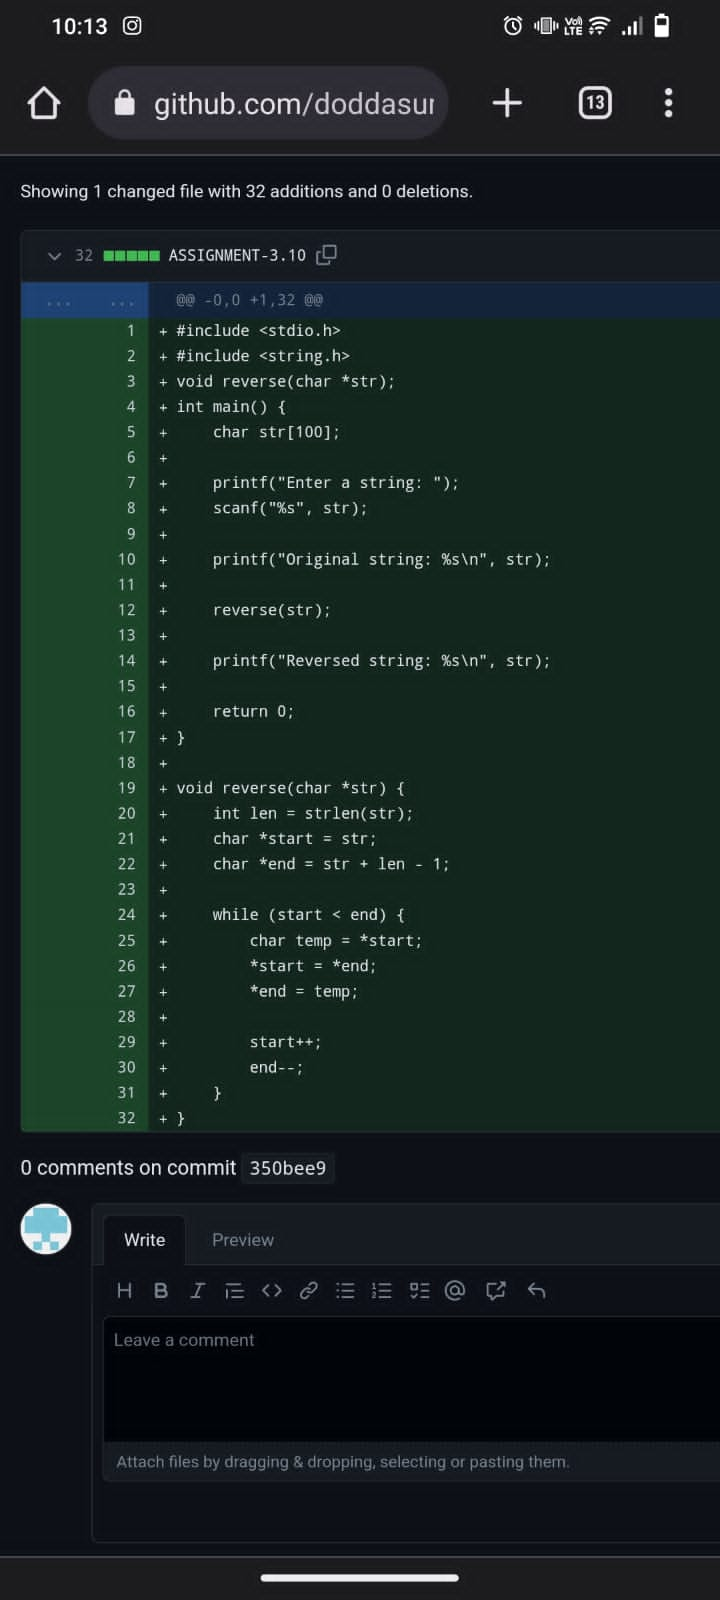 10:13
Vo) LTE
github.com/doddasur
13
Showing 1 changed file with 32 additions and 0 deletions.
32 ASSIGNMENT-3.10
... ... @@ -0,0 +1,32 @@
1 + #include <stdio.h>
2 + #include <string.h>
3 + void reverse(char *str);
4 + int main() {
5 +     char str[100];
6 +
7 +     printf("Enter a string: ");
8 +     scanf("%s", str);
9 +
10 +     printf("Original string: %s\n", str);
11 +
12 +     reverse(str);
13 +
14 +     printf("Reversed string: %s\n", str);
15 +
16 +     return 0;
17 + }
18 +
19 + void reverse(char *str) {
20 +     int len = strlen(str);
21 +     char *start = str;
22 +     char *end = str + len - 1;
23 +
24 +     while (start < end) {
25 +         char temp = *start;
26 +         *start = *end;
27 +         *end = temp;
28 +
29 +         start++;
30 +         end--;
31 +     }
32 + }
0 comments on commit 350bee9
Write Preview
H B I <> @
Leave a comment
Attach files by dragging & dropping, selecting or pasting them.